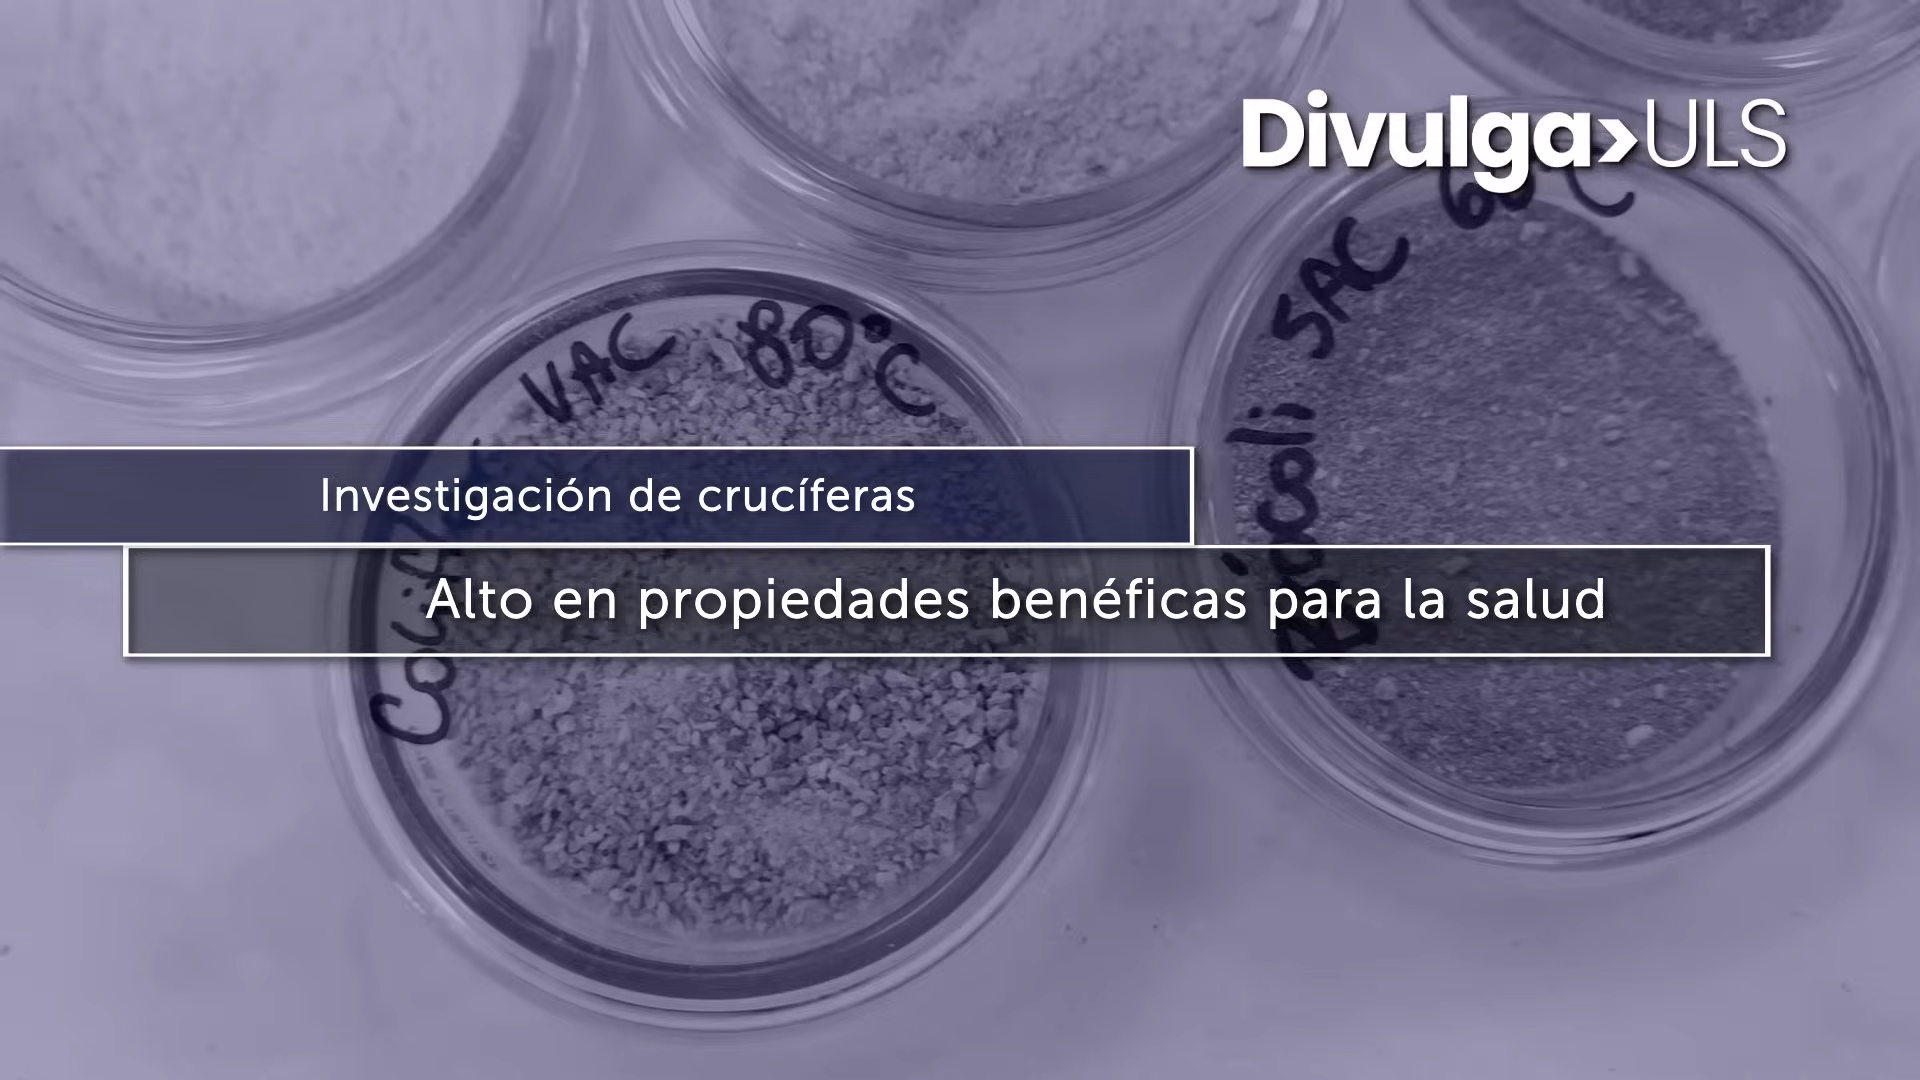 Divulga>ULS
60°C
SAC
VAC 80°C
Investigación de crucíferas
Alto en propiedades benéficas para la salud